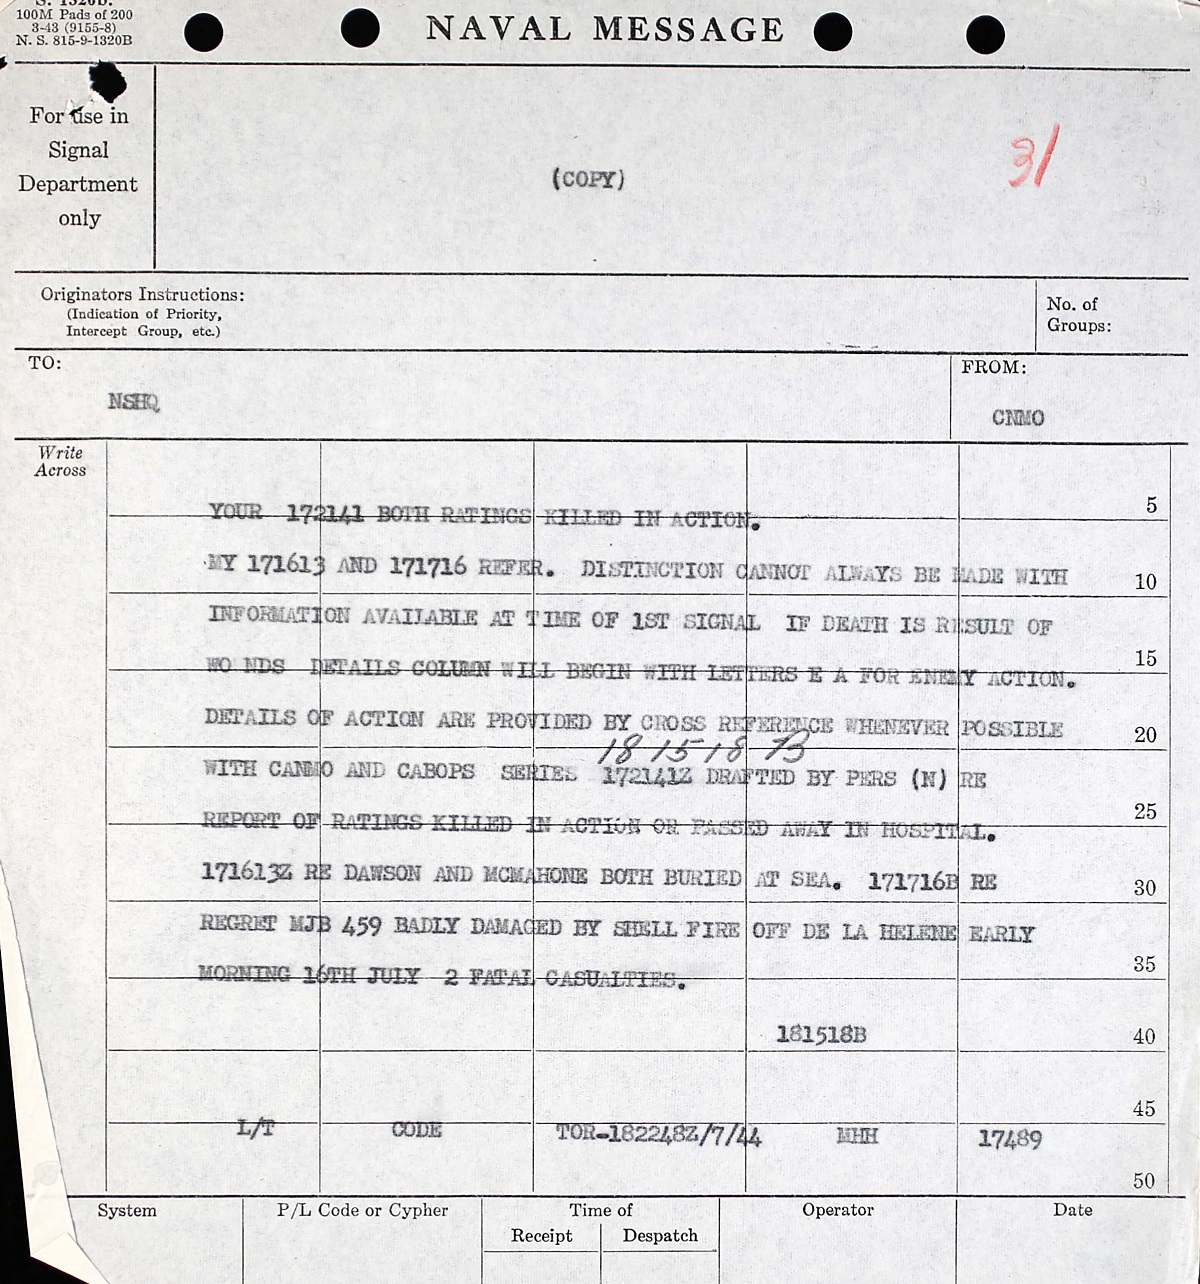 S. 1320B.
100M Pads of 200
3-43 (9155-8)
N. S. 815-9-1320B
NAVAL MESSAGE
For use in
Signal
Department
only
(COPY)
31
Originators Instructions:
(Indication of Priority,
Intercept Group, etc.)
No. of
Groups:
TO:
NSHQ
FROM:
CNMO
Write
Across
YOUR 172141 BOTH RATINGS KILLED IN ACTION.
5
MY 171613 AND 171716 REFER. DISTINCTION CANNOT ALWAYS BE MADE WITH
10
INFORMATION AVAILABLE AT TIME OF 1ST SIGNAL IF DEATH IS RESULT OF
15
WO NDS DETAILS COLUMN WILL BEGIN WITH LETTERS E A FOR ENEMY ACTION.
DETAILS OF ACTION ARE PROVIDED BY CROSS REFERENCE WHENEVER POSSIBLE
20
181518B
WITH CANMO AND CABOPS SERIES 172141Z DRAFTED BY PERS (N) RE
25
REPORT OF RATINGS KILLED IN ACTION OR PASSED AWAY IN HOSPITAL.
171613Z RE DAWSON AND MCMAHONE BOTH BURIED AT SEA. 171716B RE
30
REGRET MJB 459 BADLY DAMAGED BY SHELL FIRE OFF DE LA HELENE EARLY
35
MORNING 16TH JULY 2 FATAL CASUALTIES.
181518B
40
45
L/T CODE TOR-182248Z/7/44 MHH 17489
50
System
P/L Code or Cypher
Time of
Receipt
Despatch
Operator
Date